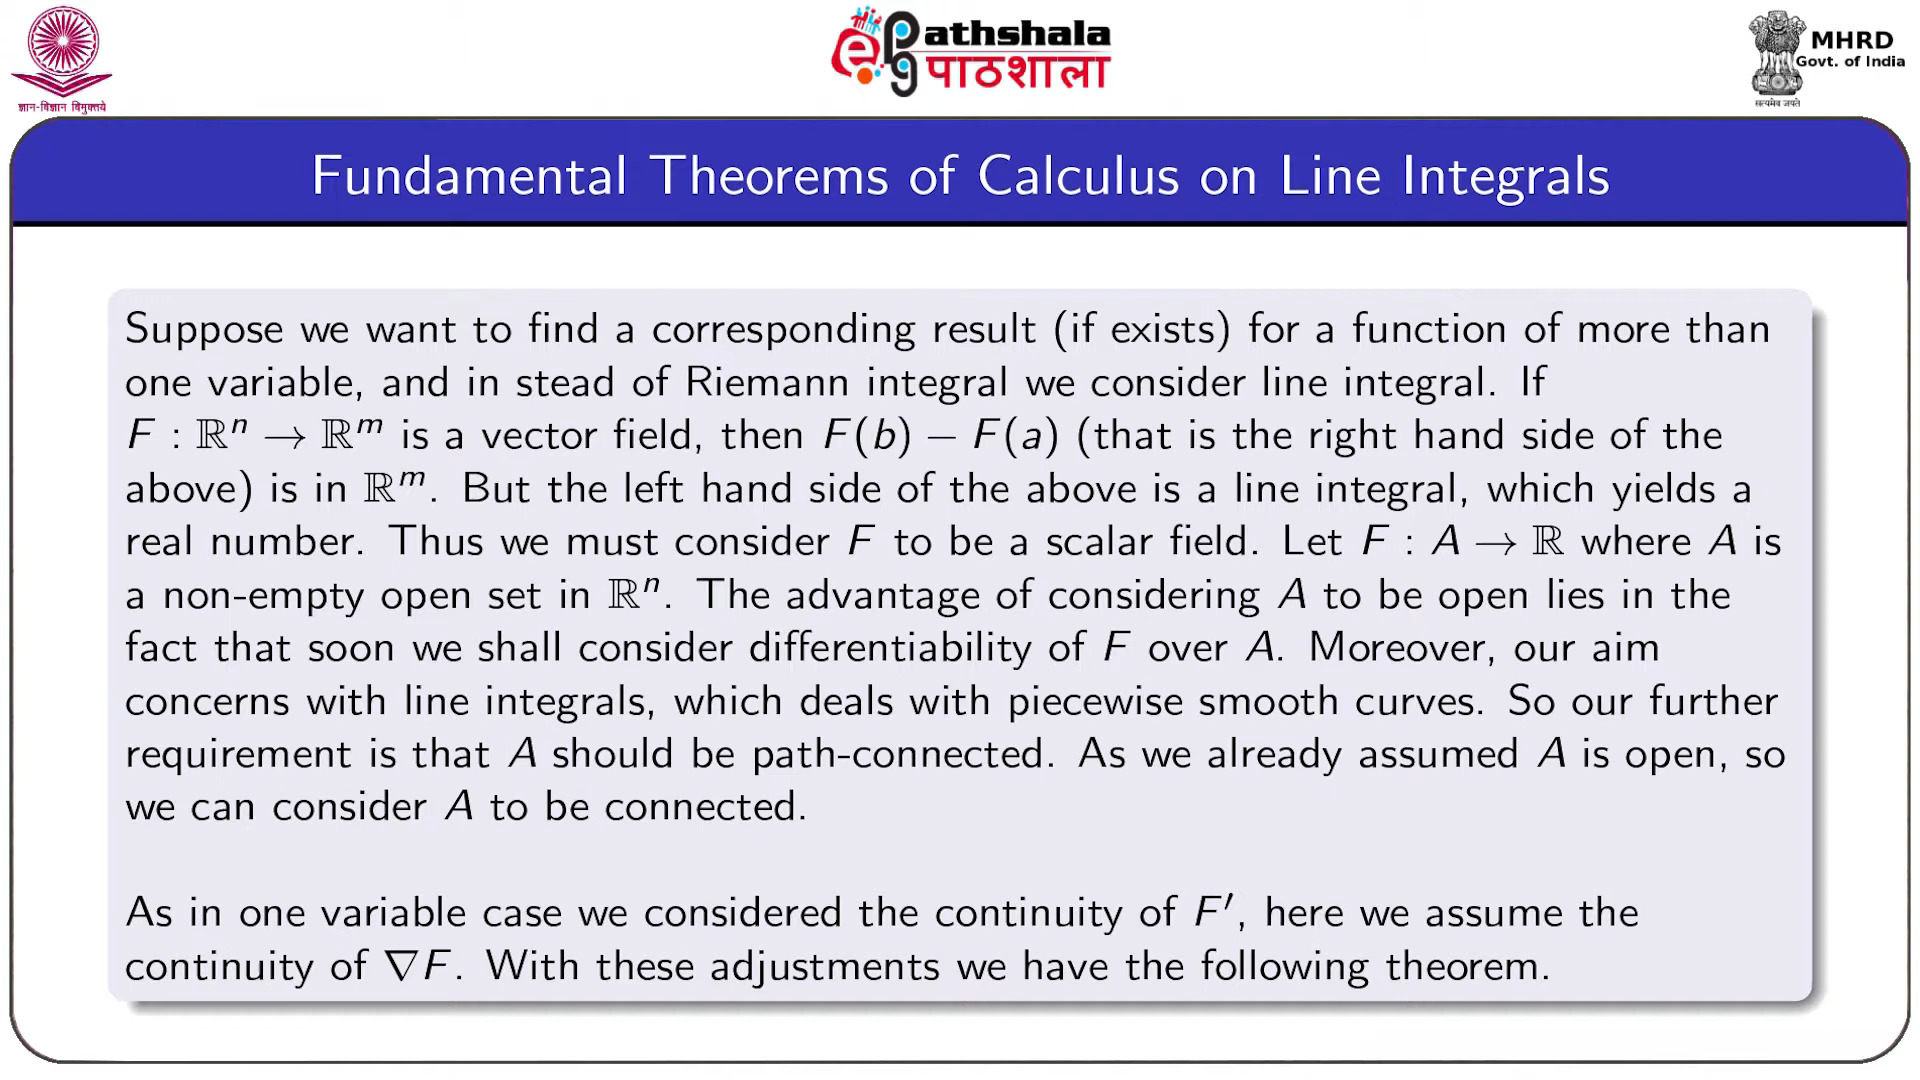 ज्ञान-विज्ञान विमुक्तये
ePG
athshala
पाठशाला
MHRD
Govt. of India
सत्यमेव जयते
Fundamental Theorems of Calculus on Line Integrals
Suppose we want to find a corresponding result (if exists) for a function of more than
one variable, and in stead of Riemann integral we consider line integral. If
F : ℝⁿ → ℝᵐ is a vector field, then F(b) − F(a) (that is the right hand side of the
above) is in ℝᵐ. But the left hand side of the above is a line integral, which yields a
real number. Thus we must consider F to be a scalar field. Let F : A → ℝ where A is
a non-empty open set in ℝⁿ. The advantage of considering A to be open lies in the
fact that soon we shall consider differentiability of F over A. Moreover, our aim
concerns with line integrals, which deals with piecewise smooth curves. So our further
requirement is that A should be path-connected. As we already assumed A is open, so
we can consider A to be connected.
As in one variable case we considered the continuity of F′, here we assume the
continuity of ∇F. With these adjustments we have the following theorem.